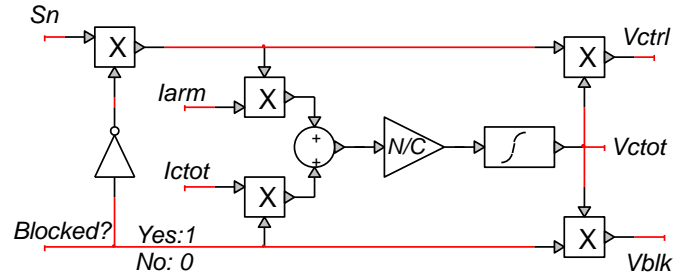 Sn
X
X
Vctrl
Iarm
X
+
+
N/C
Vctot
Ictot
X
Blocked?
Yes:1
No: 0
X
Vblk